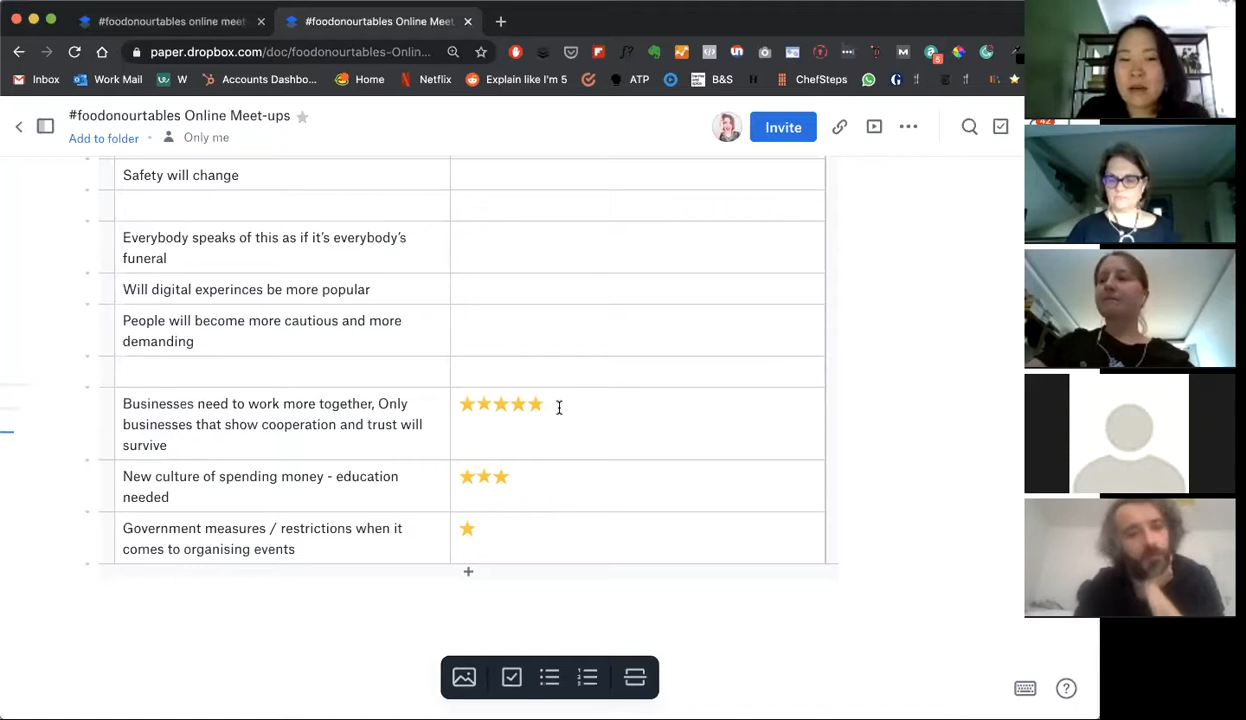 #foodonourtables online meet
#foodonourtables Online Meet
paper.dropbox.com/doc/foodonourtables-Onlin...
Inbox
Work Mail
W
Accounts Dashbo...
Home
Netflix
Explain like I'm 5
ATP
B&S
ChefSteps
#foodonourtables Online Meet-ups
Add to folder
Only me
Invite
Safety will change
Everybody speaks of this as if it's everybody's
funeral
Will digital experinces be more popular
People will become more cautious and more
demanding
Businesses need to work more together, Only
businesses that show cooperation and trust will
survive
New culture of spending money - education
needed
Government measures / restrictions when it
comes to organising events